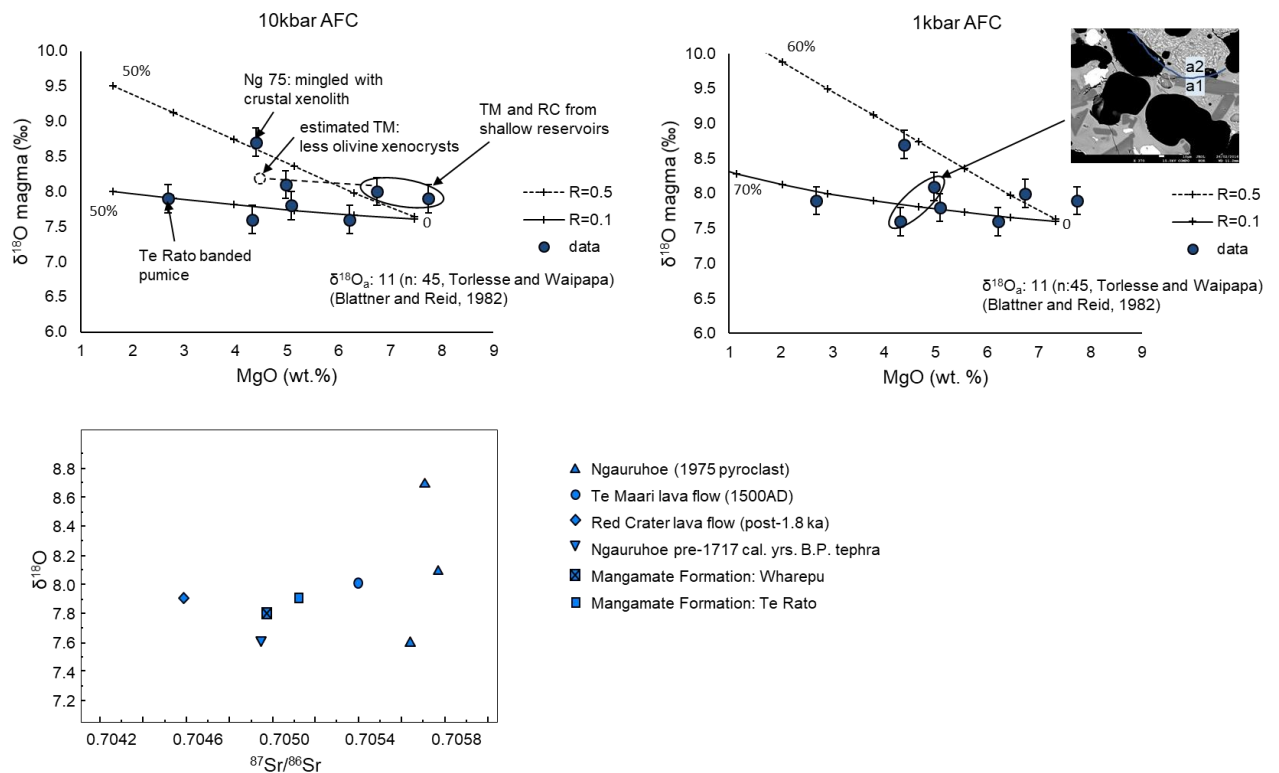 10kbar AFC
10.0
9.5
9.0
8.5
8.0
7.5
7.0
6.5
6.0
δ¹⁸O magma (‰)
50%
50%
Ng 75: mingled with
crustal xenolith
estimated TM:
less olivine xenocrysts
TM and RC from
shallow reservoirs
Te Rato banded
pumice
0
R=0.5
R=0.1
data
δ¹⁸Oₐ: 11 (n: 45, Torlesse and Waipapa)
(Blattner and Reid, 1982)
1 2 3 4 5 6 7 8 9
MgO (wt.%)
1kbar AFC
10.0
9.5
9.0
8.5
8.0
7.5
7.0
6.5
6.0
δ¹⁸O magma (‰)
60%
70%
a2
a1
0
R=0.5
R=0.1
data
δ¹⁸Oₐ: 11 (n:45, Torlesse and Waipapa)
(Blattner and Reid, 1982)
1 2 3 4 5 6 7 8 9
MgO (wt. %)
8.8
8.6
8.4
8.2
8.0
7.8
7.6
7.4
7.2
δ¹⁸O
0.7042 0.7046 0.7050 0.7054 0.7058
⁸⁷Sr/⁸⁶Sr
Ngauruhoe (1975 pyroclast)
Te Maari lava flow (1500AD)
Red Crater lava flow (post-1.8 ka)
Ngauruhoe pre-1717 cal. yrs. B.P. tephra
Mangamate Formation: Wharepu
Mangamate Formation: Te Rato